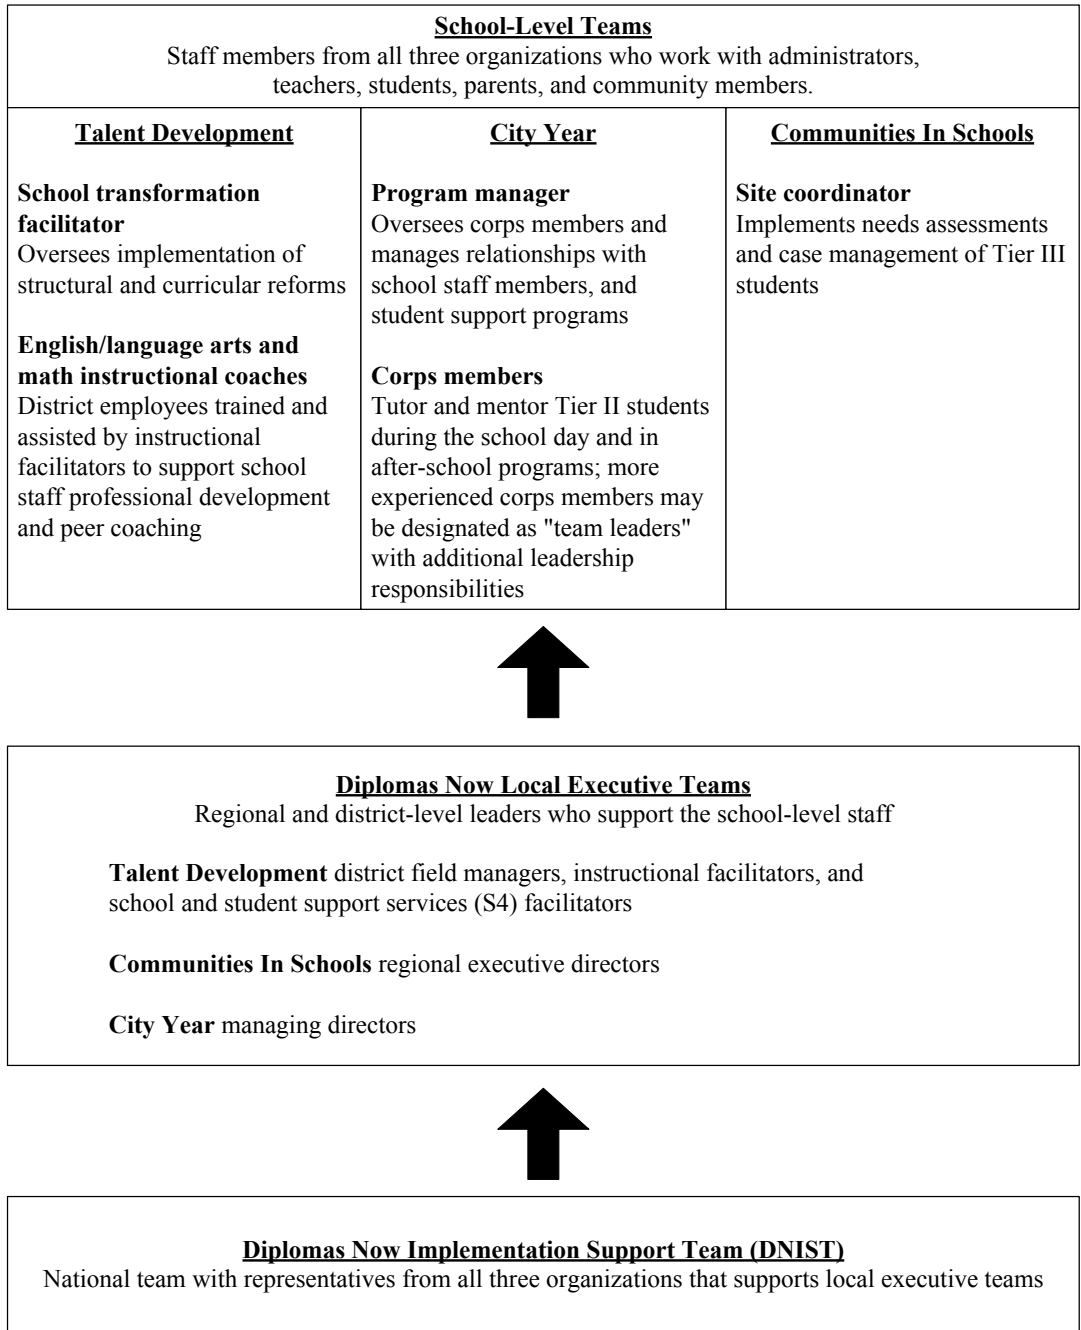 School-Level Teams
Staff members from all three organizations who work with administrators,
teachers, students, parents, and community members.
Talent Development
School transformation
facilitator
Oversees implementation of
structural and curricular reforms
English/language arts and
math instructional coaches
District employees trained and
assisted by instructional
facilitators to support school
staff professional development
and peer coaching
City Year
Program manager
Oversees corps members and
manages relationships with
school staff members, and
student support programs
Corps members
Tutor and mentor Tier II students
during the school day and in
after-school programs; more
experienced corps members may
be designated as "team leaders"
with additional leadership
responsibilities
Communities In Schools
Site coordinator
Implements needs assessments
and case management of Tier III
students
Diplomas Now Local Executive Teams
Regional and district-level leaders who support the school-level staff
Talent Development district field managers, instructional facilitators, and
school and student support services (S4) facilitators
Communities In Schools regional executive directors
City Year managing directors
Diplomas Now Implementation Support Team (DNIST)
National team with representatives from all three organizations that supports local executive teams